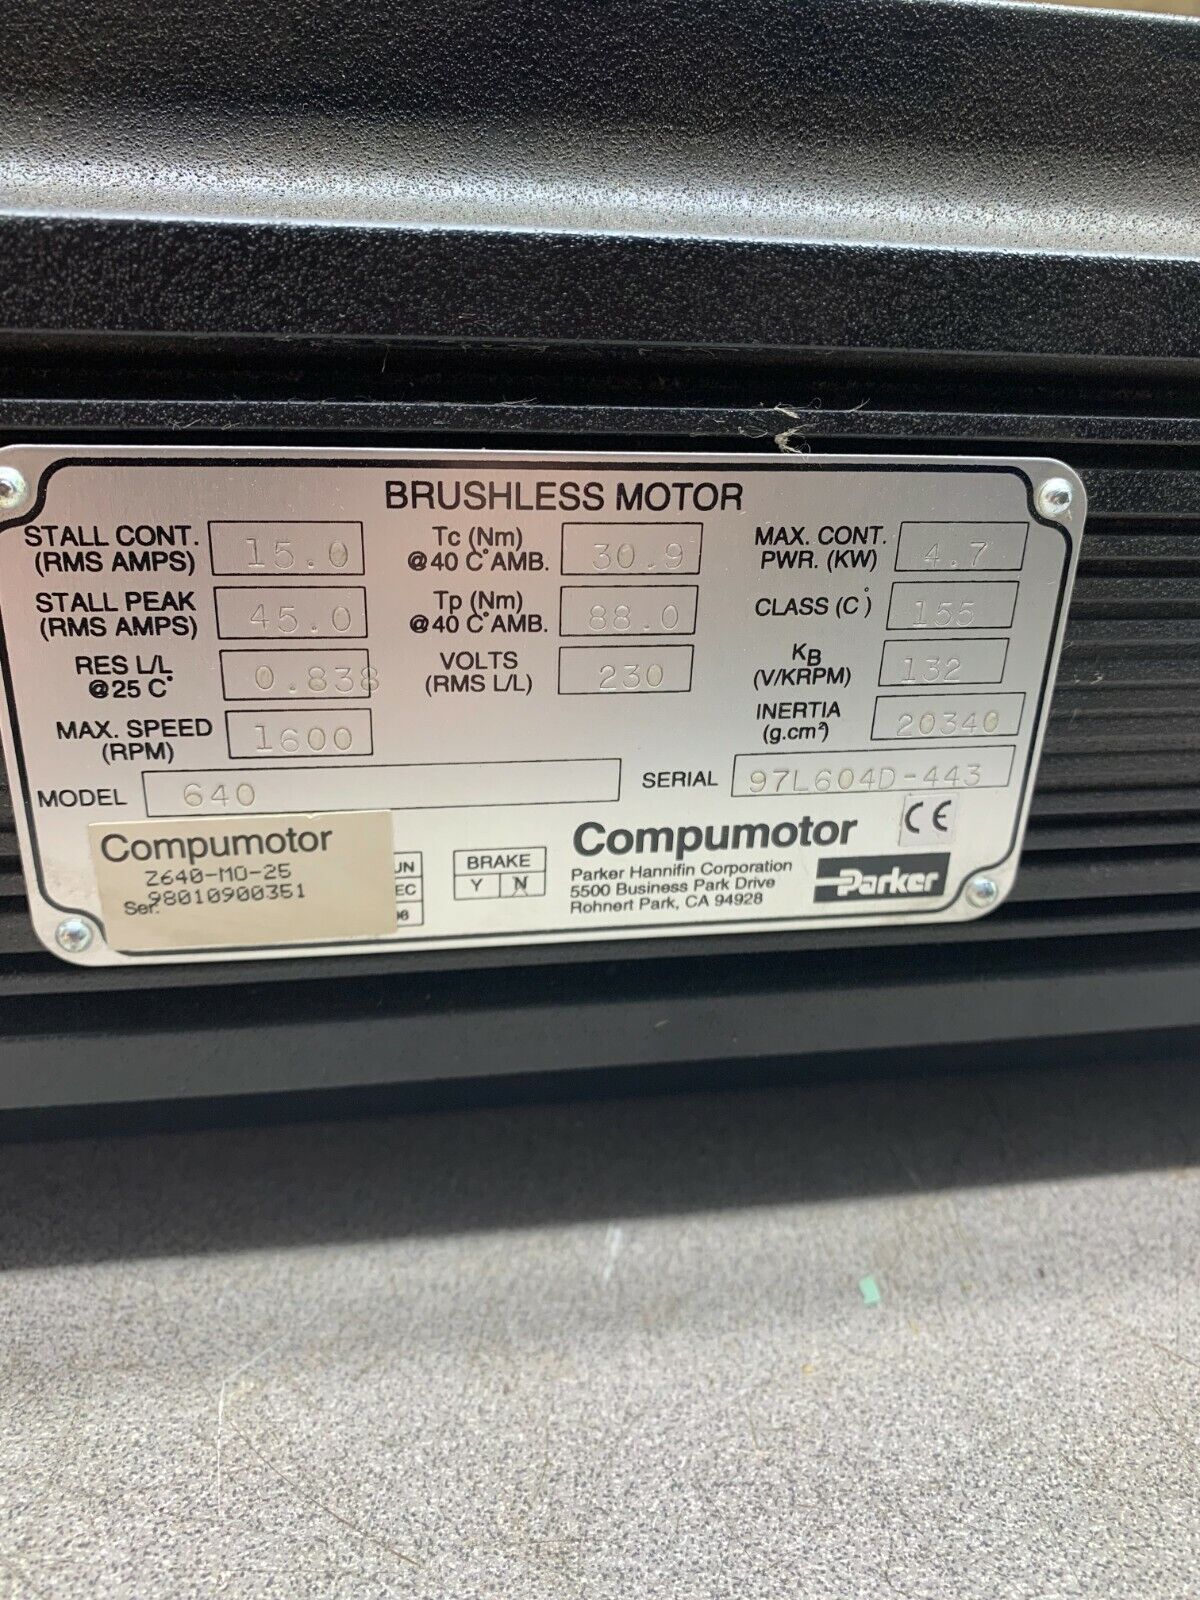 BRUSHLESS MOTOR
STALL CONT. (RMS AMPS) 15.0
Tc (Nm) @40 C° AMB. 30.9
MAX. CONT. PWR. (KW) 4.7
STALL PEAK (RMS AMPS) 45.0
Tp (Nm) @40 C° AMB. 88.0
CLASS (C°) 155
RES L/L @25 C° 0.838
VOLTS (RMS L/L) 230
KB (V/KRPM) 132
MAX. SPEED (RPM) 1600
INERTIA (g.cm²) 20340
MODEL 640
SERIAL 97L604D-443
Compumotor
Z640-MO-25
Ser. 98010900351
UN
EC
BRAKE
Y N
Compumotor
CE
Parker Hannifin Corporation
5500 Business Park Drive
Rohnert Park, CA 94928
Parker